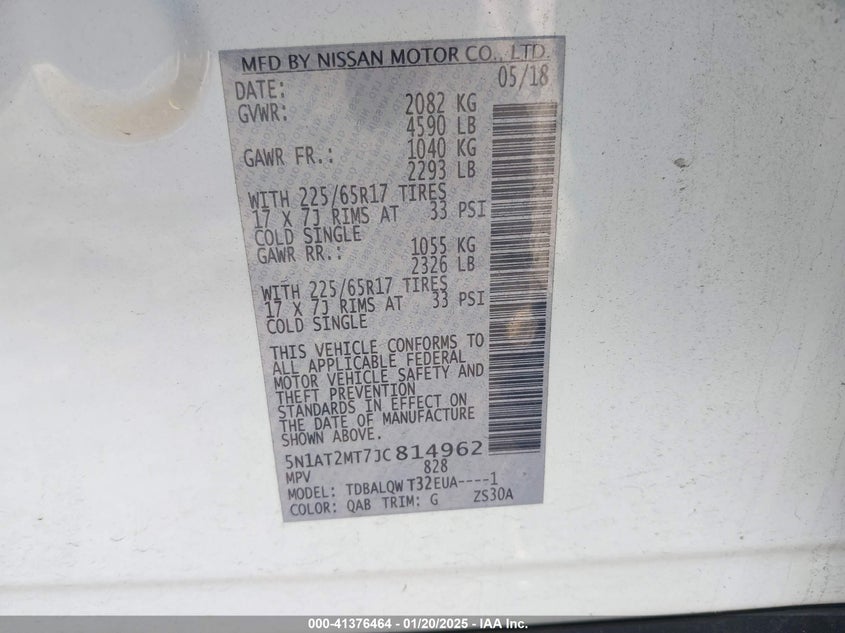 MFD BY NISSAN MOTOR CO., LTD.
DATE: 05/18
GVWR: 2082 KG
4590 LB
GAWR FR.: 1040 KG
2293 LB
WITH 225/65R17 TIRES
17 X 7J RIMS AT 33 PSI
COLD SINGLE
GAWR RR.: 1055 KG
2326 LB
WITH 225/65R17 TIRES
17 X 7J RIMS AT 33 PSI
COLD SINGLE
THIS VEHICLE CONFORMS TO
ALL APPLICABLE FEDERAL
MOTOR VEHICLE SAFETY AND
THEFT PREVENTION
STANDARDS IN EFFECT ON
THE DATE OF MANUFACTURE
SHOWN ABOVE.
5N1AT2MT7JC814962
MPV 828
MODEL: TDBALQW T32EUA----1
COLOR: QAB TRIM: G ZS30A
000-41376464 — 01/20/2025 — IAA Inc.